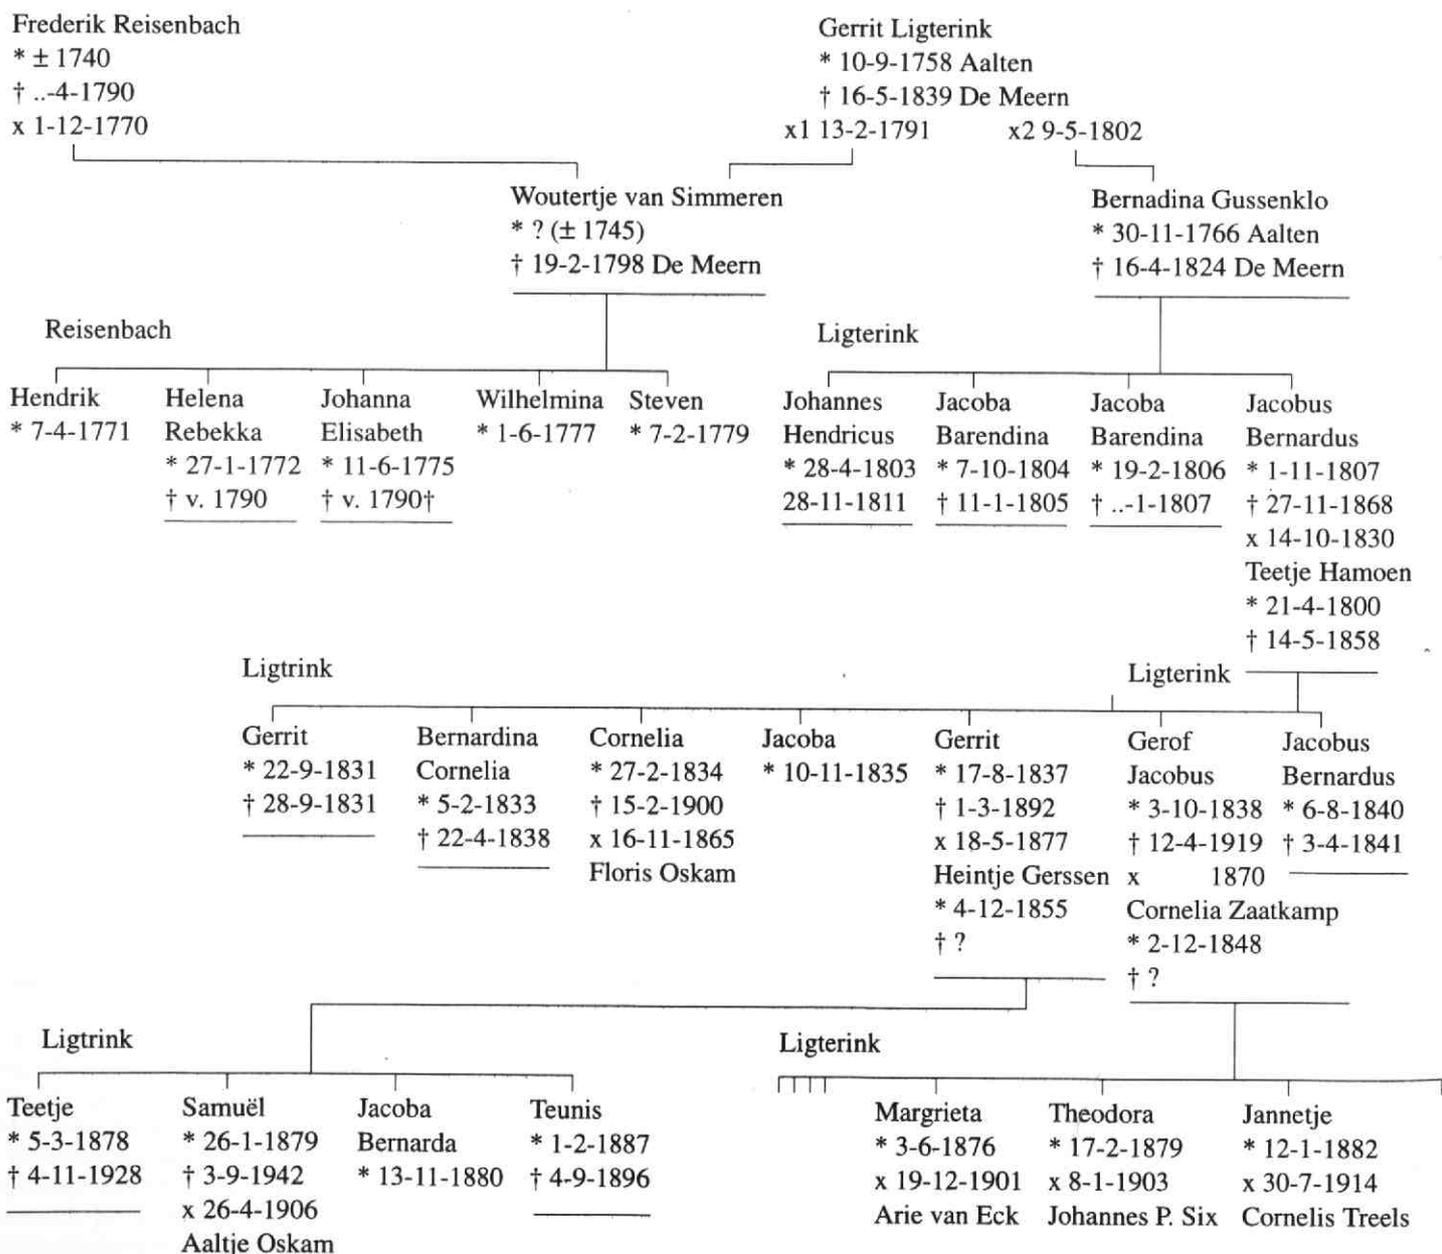 Frederik Reisenbach
* ± 1740
† ..-4-1790
x 1-12-1770
Gerrit Ligterink
* 10-9-1758 Aalten
† 16-5-1839 De Meern
x1 13-2-1791
x2 9-5-1802
Woutertje van Simmeren
* ? (± 1745)
† 19-2-1798 De Meern
Bernadina Gussenklo
* 30-11-1766 Aalten
† 16-4-1824 De Meern
Reisenbach
Hendrik
* 7-4-1771
Helena
Rebekka
* 27-1-1772
† v. 1790
Johanna
Elisabeth
* 11-6-1775
† v. 1790†
Wilhelmina
* 1-6-1777
Steven
* 7-2-1779
Ligterink
Johannes
Hendricus
* 28-4-1803
28-11-1811
Jacoba
Barendina
* 7-10-1804
† 11-1-1805
Jacoba
Barendina
* 19-2-1806
† ..-1-1807
Jacobus
Bernardus
* 1-11-1807
† 27-11-1868
x 14-10-1830
Teetje Hamoen
* 21-4-1800
† 14-5-1858
Ligtrink
Ligterink
Gerrit
* 22-9-1831
† 28-9-1831
Bernardina
Cornelia
* 5-2-1833
† 22-4-1838
Cornelia
* 27-2-1834
† 15-2-1900
x 16-11-1865
Floris Oskam
Jacoba
* 10-11-1835
Gerrit
* 17-8-1837
† 1-3-1892
x 18-5-1877
Heintje Gerssen
* 4-12-1855
† ?
Gerof
Jacobus
* 3-10-1838
† 12-4-1919
x 1870
Cornelia Zaatkamp
* 2-12-1848
† ?
Jacobus
Bernardus
* 6-8-1840
† 3-4-1841
Ligtrink
Teetje
* 5-3-1878
† 4-11-1928
Samuël
* 26-1-1879
† 3-9-1942
x 26-4-1906
Aaltje Oskam
Jacoba
Bernarda
* 13-11-1880
Teunis
* 1-2-1887
† 4-9-1896
Ligterink
Margrieta
* 3-6-1876
x 19-12-1901
Arie van Eck
Theodora
* 17-2-1879
x 8-1-1903
Johannes P. Six
Jannetje
* 12-1-1882
x 30-7-1914
Cornelis Treels